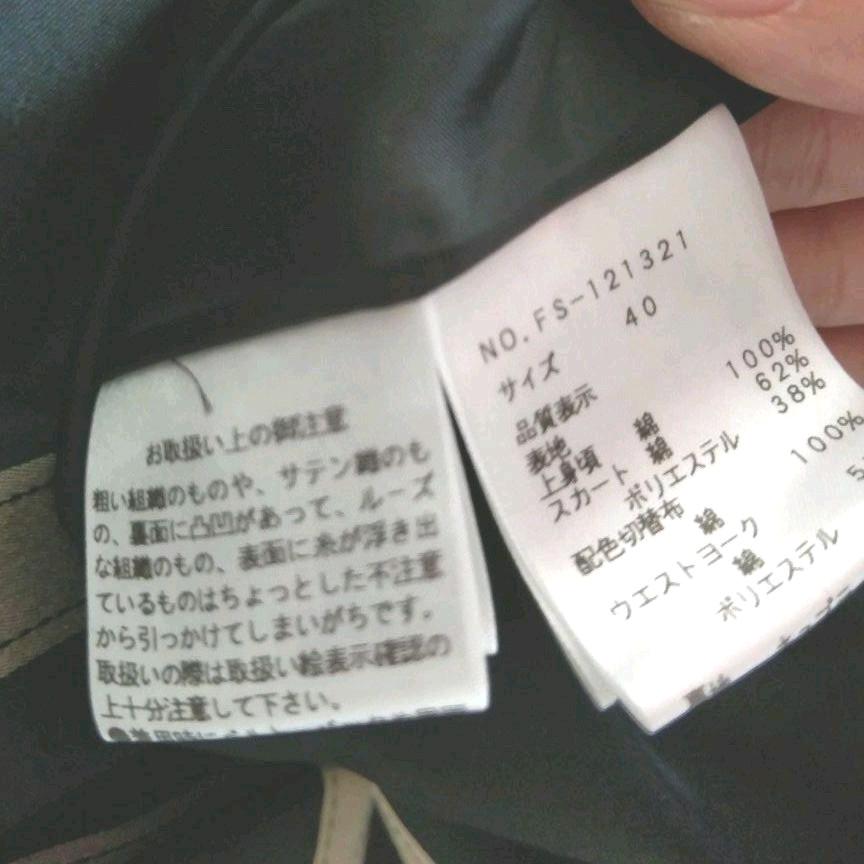 お取扱い上の御注意
粗い組織のものや、サテン織のも
の、裏面に凸凹があって、ルーズ
な組織のもの、表面に糸が浮き出
ているものはちょっとした不注意
から引っかけてしまいがちです。
取扱いの際は取扱い絵表示確認の
上十分注意して下さい。
NO.FS-121321
サイズ 40
品質表示
表地
上身頃 綿 100%
スカート 綿 62%
ポリエステル 38%
配色切替布
綿 100%
ウエストヨーク
綿 5
ポリエステル